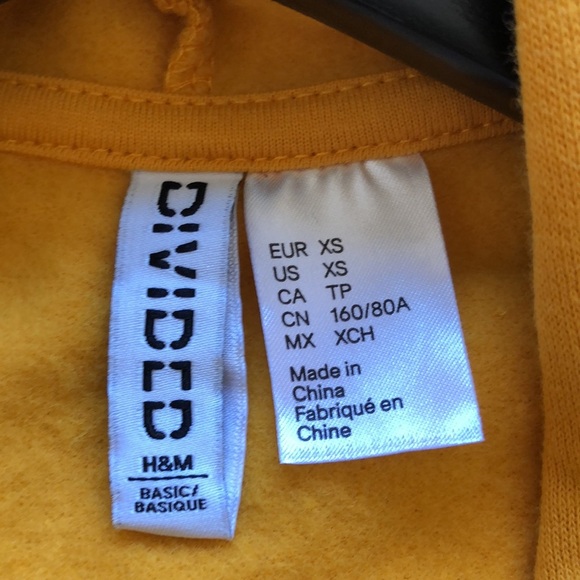 DIVIDED
H&M
BASIC/
BASIQUE
EUR XS
US XS
CA TP
CN 160/80A
MX XCH
Made in
China
Fabriqué en
Chine